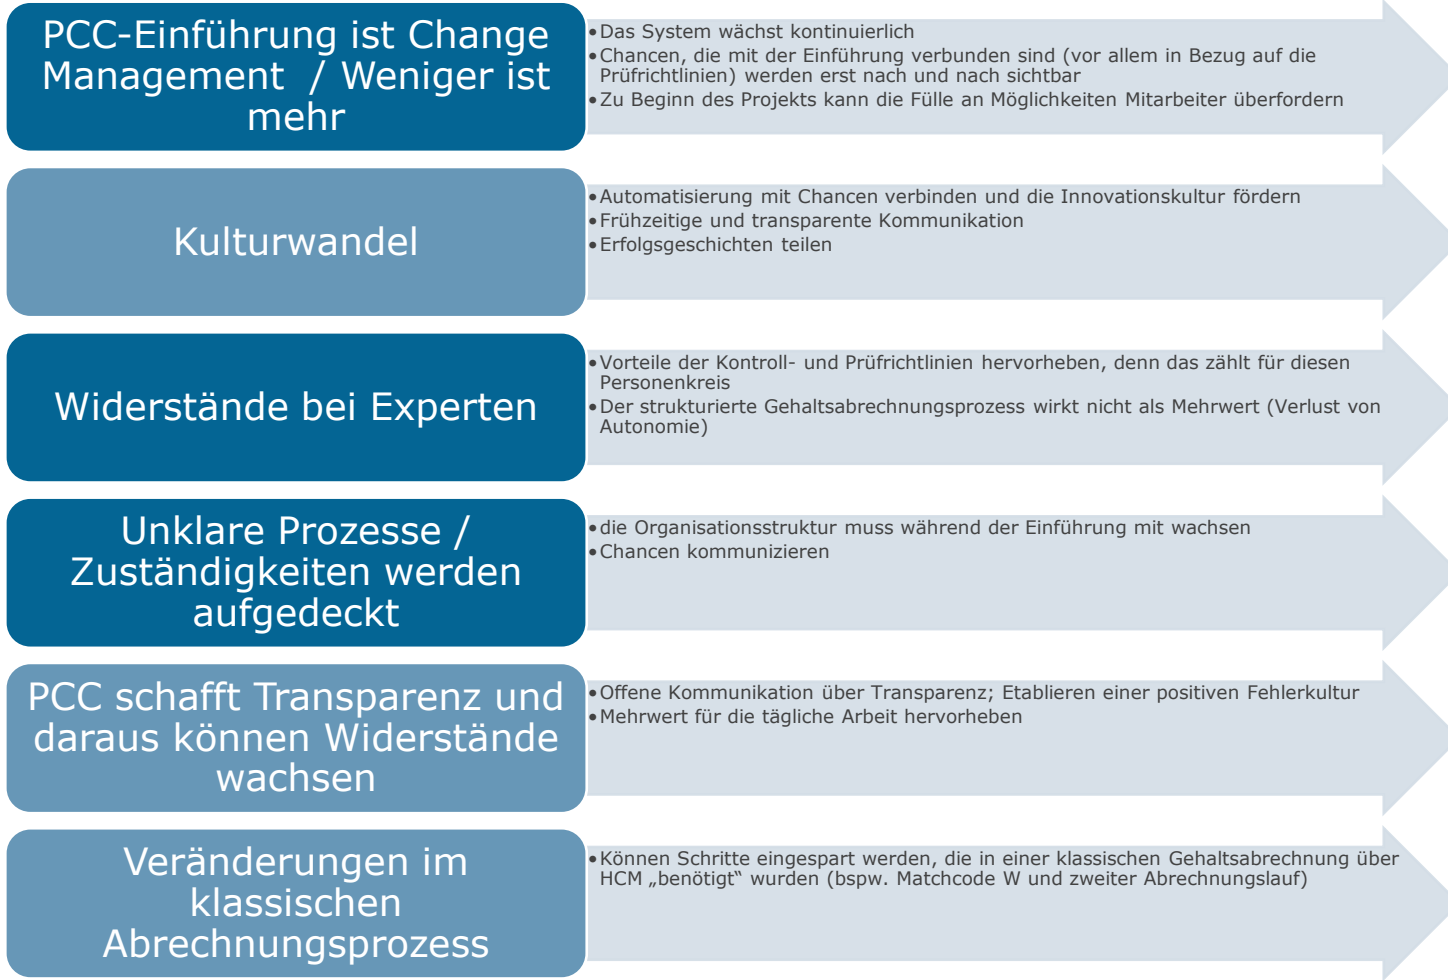 PCC-Einführung ist Change
Management / Weniger ist
mehr
•Das System wächst kontinuierlich
•Chancen, die mit der Einführung verbunden sind (vor allem in Bezug auf die
Prüfrichtlinien) werden erst nach und nach sichtbar
•Zu Beginn des Projekts kann die Fülle an Möglichkeiten Mitarbeiter überfordern
Kulturwandel
•Automatisierung mit Chancen verbinden und die Innovationskultur fördern
•Frühzeitige und transparente Kommunikation
•Erfolgsgeschichten teilen
Widerstände bei Experten
•Vorteile der Kontroll- und Prüfrichtlinien hervorheben, denn das zählt für diesen
Personenkreis
•Der strukturierte Gehaltsabrechnungsprozess wirkt nicht als Mehrwert (Verlust von
Autonomie)
Unklare Prozesse /
Zuständigkeiten werden
aufgedeckt
•die Organisationsstruktur muss während der Einführung mit wachsen
•Chancen kommunizieren
PCC schafft Transparenz und
daraus können Widerstände
wachsen
•Offene Kommunikation über Transparenz; Etablieren einer positiven Fehlerkultur
•Mehrwert für die tägliche Arbeit hervorheben
Veränderungen im
klassischen
Abrechnungsprozess
•Können Schritte eingespart werden, die in einer klassischen Gehaltsabrechnung über
HCM „benötigt“ wurden (bspw. Matchcode W und zweiter Abrechnungslauf)